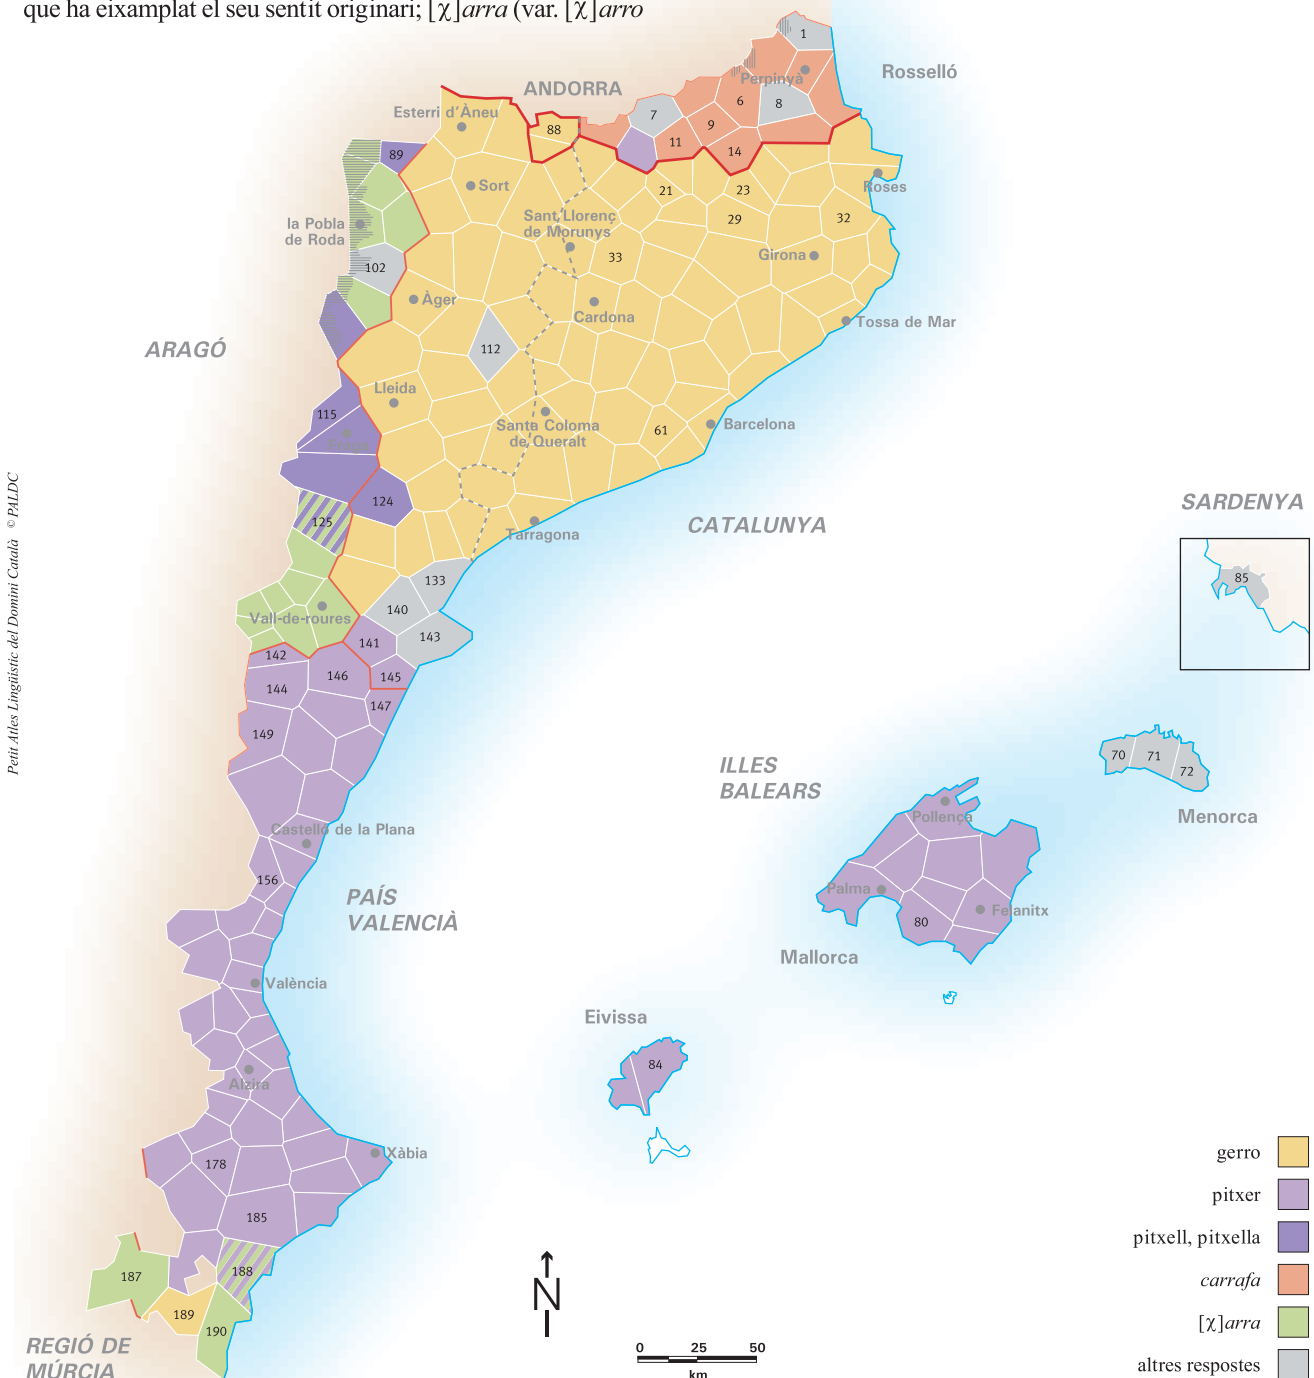 que ha eixamplat el seu sentit originari; [χ]arra (var. [χ]arro
1
Rosselló
Perpinyà
ANDORRA
6
8
7
Esterri d'Àneu
9
88
11
14
89
Sort
21
23
Roses
Sant Llorenç
de Morunys
29
32
la Pobla
de Roda
33
Girona
102
Àger
Cardona
Tossa de Mar
ARAGÓ
112
Lleida
115
Santa Coloma
de Queralt
61
Barcelona
Fraga
124
125
Tarragona
CATALUNYA
SARDENYA
Petit Atles Lingüístic del Domini Català © PALDC
85
133
140
Vall-de-roures
141
143
142
146
145
144
147
149
70
71
72
ILLES
BALEARS
Menorca
Pollença
Castelló de la Plana
156
PAÍS
VALENCIÀ
Palma
Felanitx
80
Mallorca
València
Eivissa
84
Alzira
Xàbia
178
185
188
187
189
190
REGIÓ DE
MÚRCIA
N
0 25 50
km
gerro
pitxer
pitxell, pitxella
carrafa
[χ]arra
altres respostes